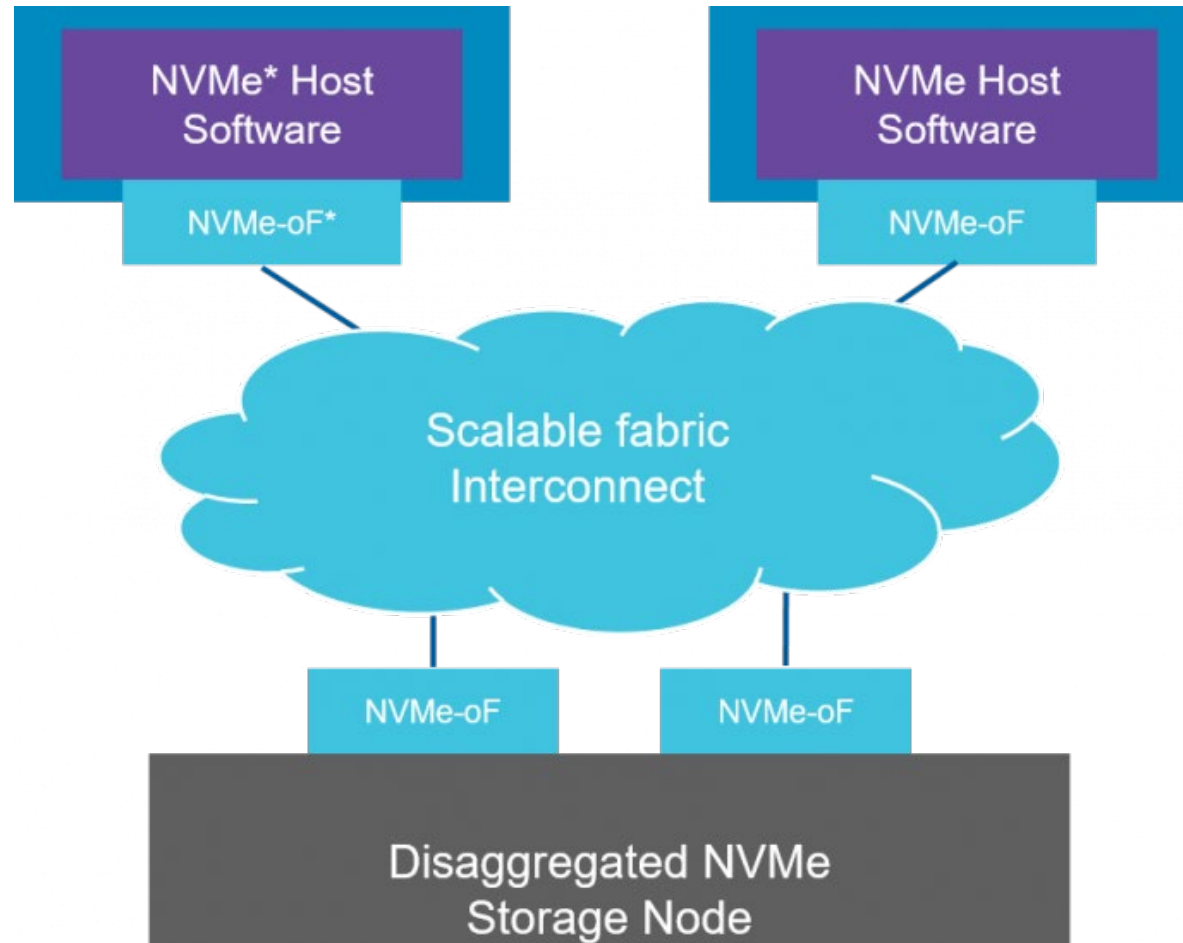 NVMe* Host
Software
NVMe Host
Software
NVMe-oF*
NVMe-oF
Scalable fabric
Interconnect
NVMe-oF
NVMe-oF
Disaggregated NVMe
Storage Node